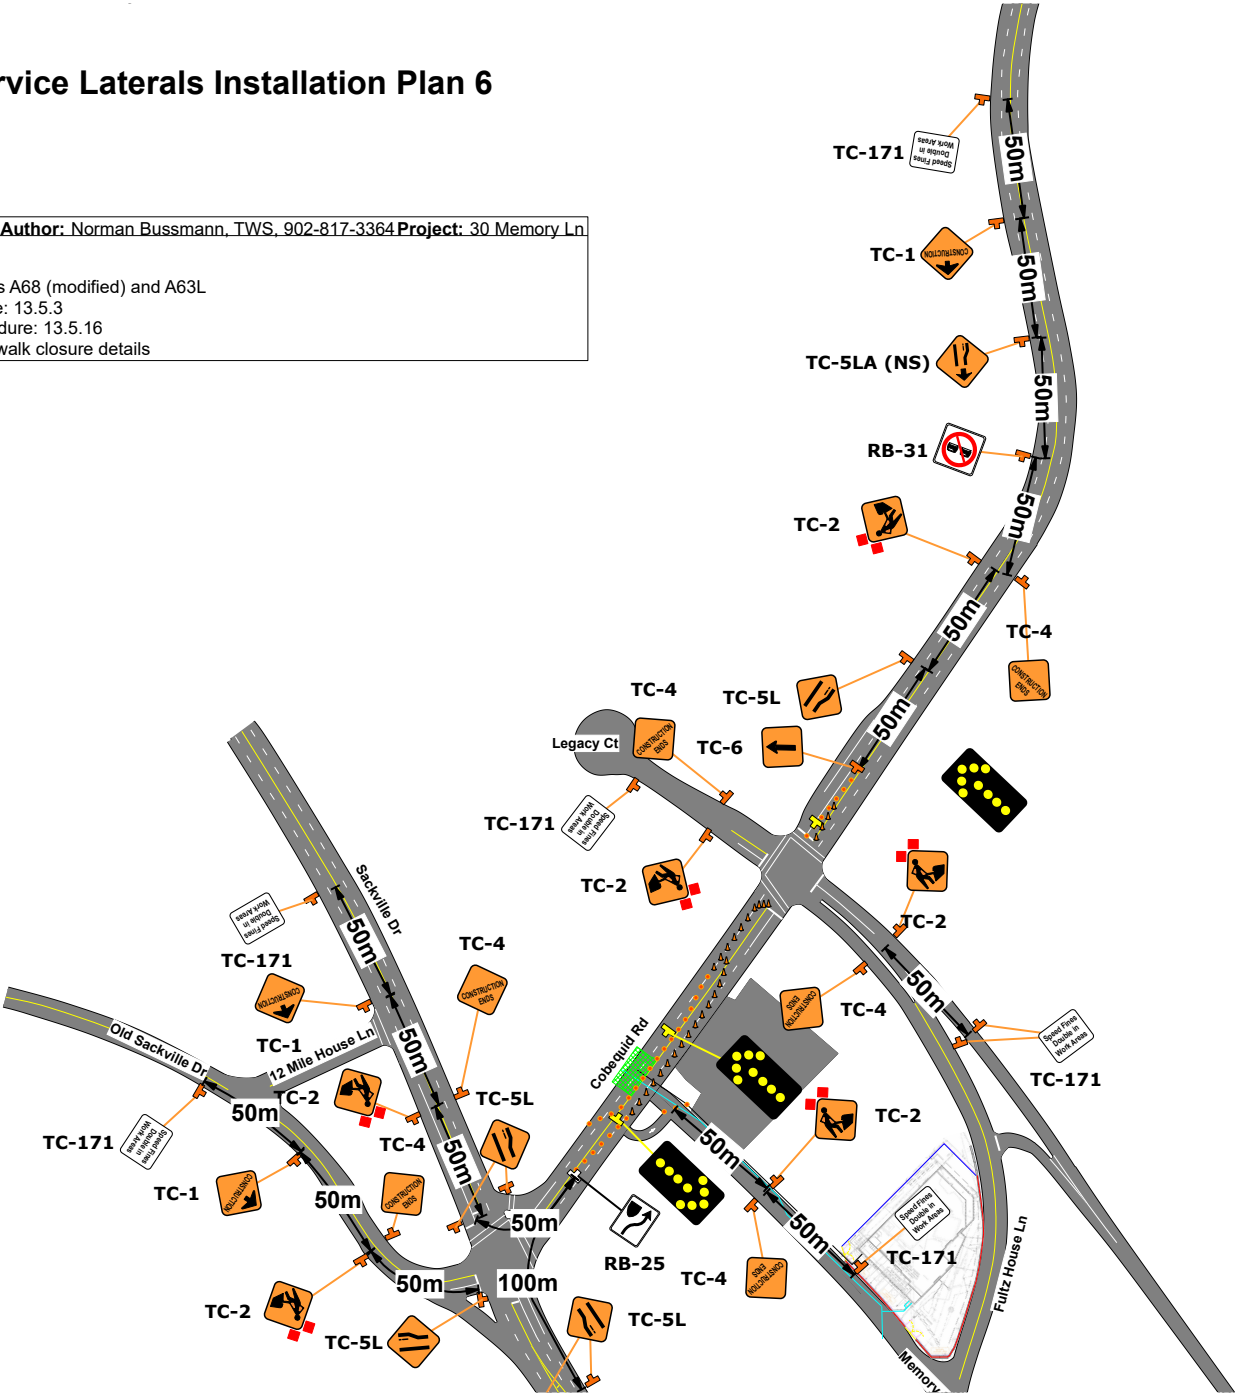 rvice Laterals Installation Plan 6
Author: Norman Bussmann, TWS, 902-817-3364 Project: 30 Memory Ln
s A68 (modified) and A63L
e: 13.5.3
dure: 13.5.16
walk closure details
TC-171
Speed Fines
Double in
Work Areas
50m
TC-1
CONSTRUCTION
50m
TC-5LA (NS)
50m
RB-31
50m
TC-2
TC-4
CONSTRUCTION
ENDS
50m
TC-5L
50m
TC-4
CONSTRUCTION
ENDS
TC-6
Legacy Ct
TC-171
Speed Fines
Double in
Work Areas
TC-2
TC-2
50m
TC-4
CONSTRUCTION
ENDS
Speed Fines
Double in
Work Areas
TC-171
Sackville Dr
Speed Fines
Double in
Work Areas
TC-171
50m
CONSTRUCTION
TC-1
TC-4
CONSTRUCTION
ENDS
50m
Cobequid Rd
Old Sackville Dr
12 Mile House Ln
TC-2
TC-5L
50m
TC-171
Speed Fines
Double in
Work Areas
TC-4
CONSTRUCTION
ENDS
50m
TC-1
CONSTRUCTION
50m
TC-2
50m
TC-2
50m
50m
Speed Fines
Double in
Work Areas
TC-171
50m
100m
RB-25
TC-4
CONSTRUCTION
ENDS
TC-2
50m
TC-5L
TC-5L
Fultz House Ln
Memory